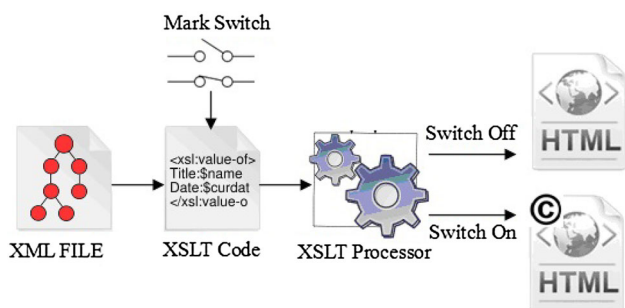 Mark Switch
<xsl:value-of>
Title:$name
Date:$curdat
</xsl:value-o
XML FILE
XSLT Code
XSLT Processor
Switch Off
Switch On
HTML
©
HTML